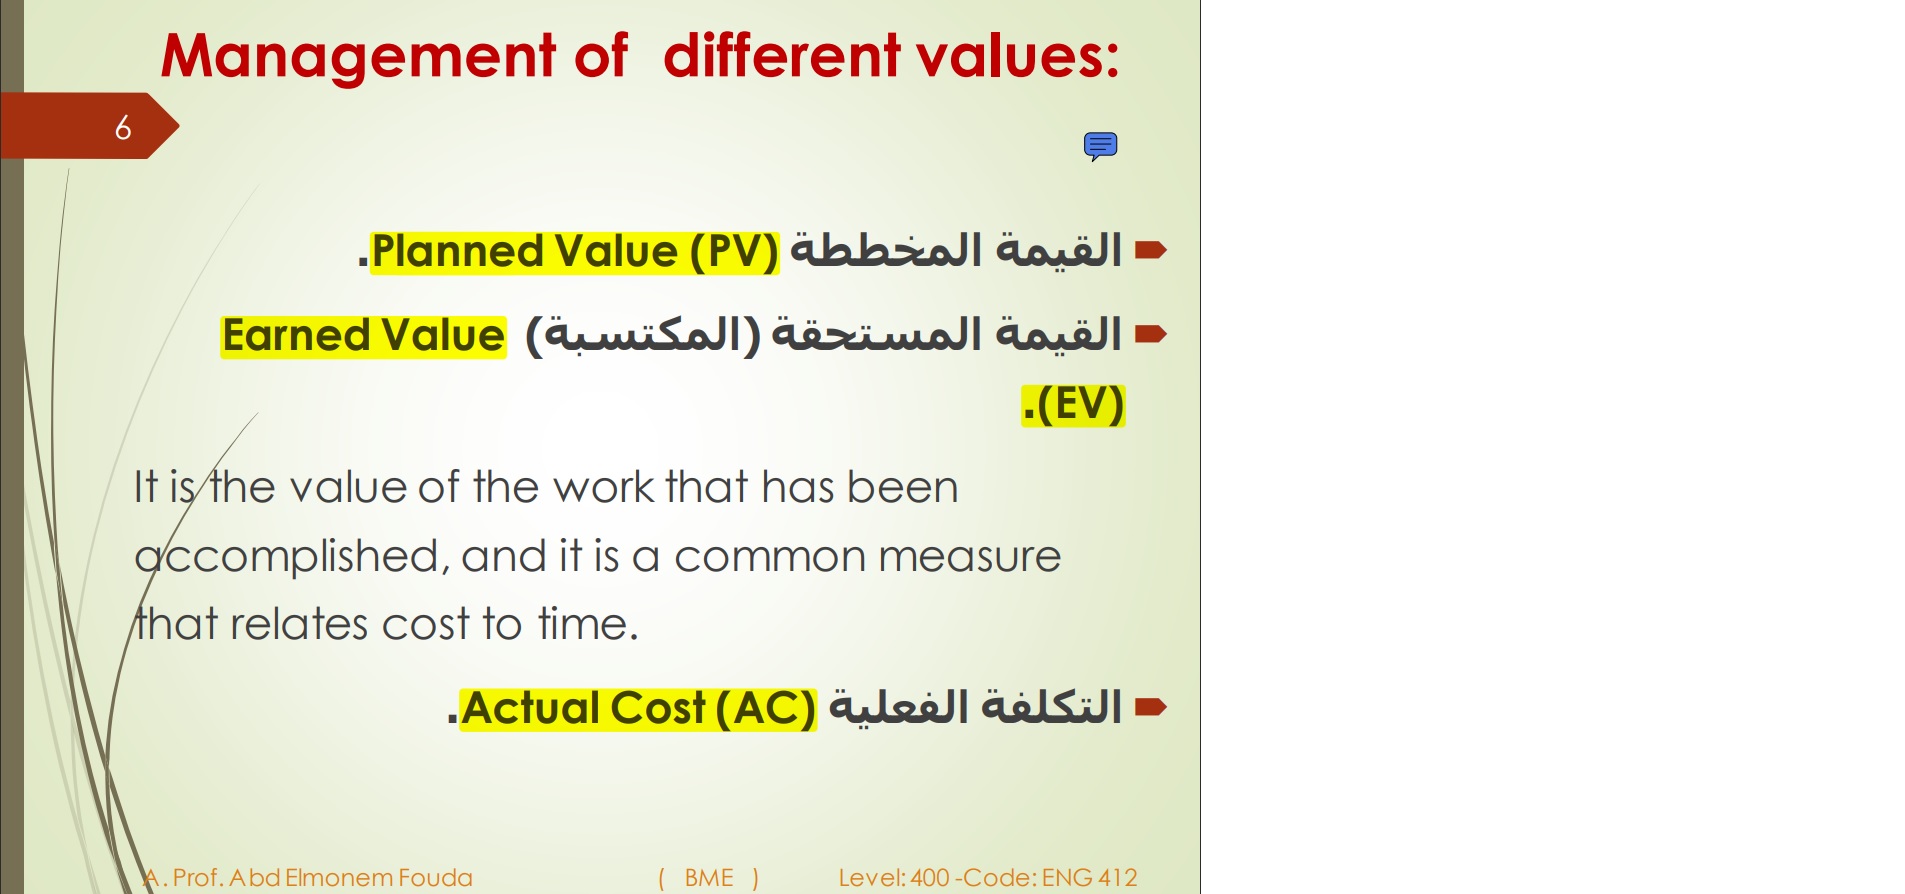 Management of different values:
6
القيمة المخططة Planned Value (PV).
القيمة المستحقة (المكتسبة) Earned Value
(EV).
It is the value of the work that has been
accomplished, and it is a common measure
that relates cost to time.
التكلفة الفعلية Actual Cost (AC).
A. Prof. Abd Elmonem Fouda ( BME ) Level: 400 -Code: ENG 412